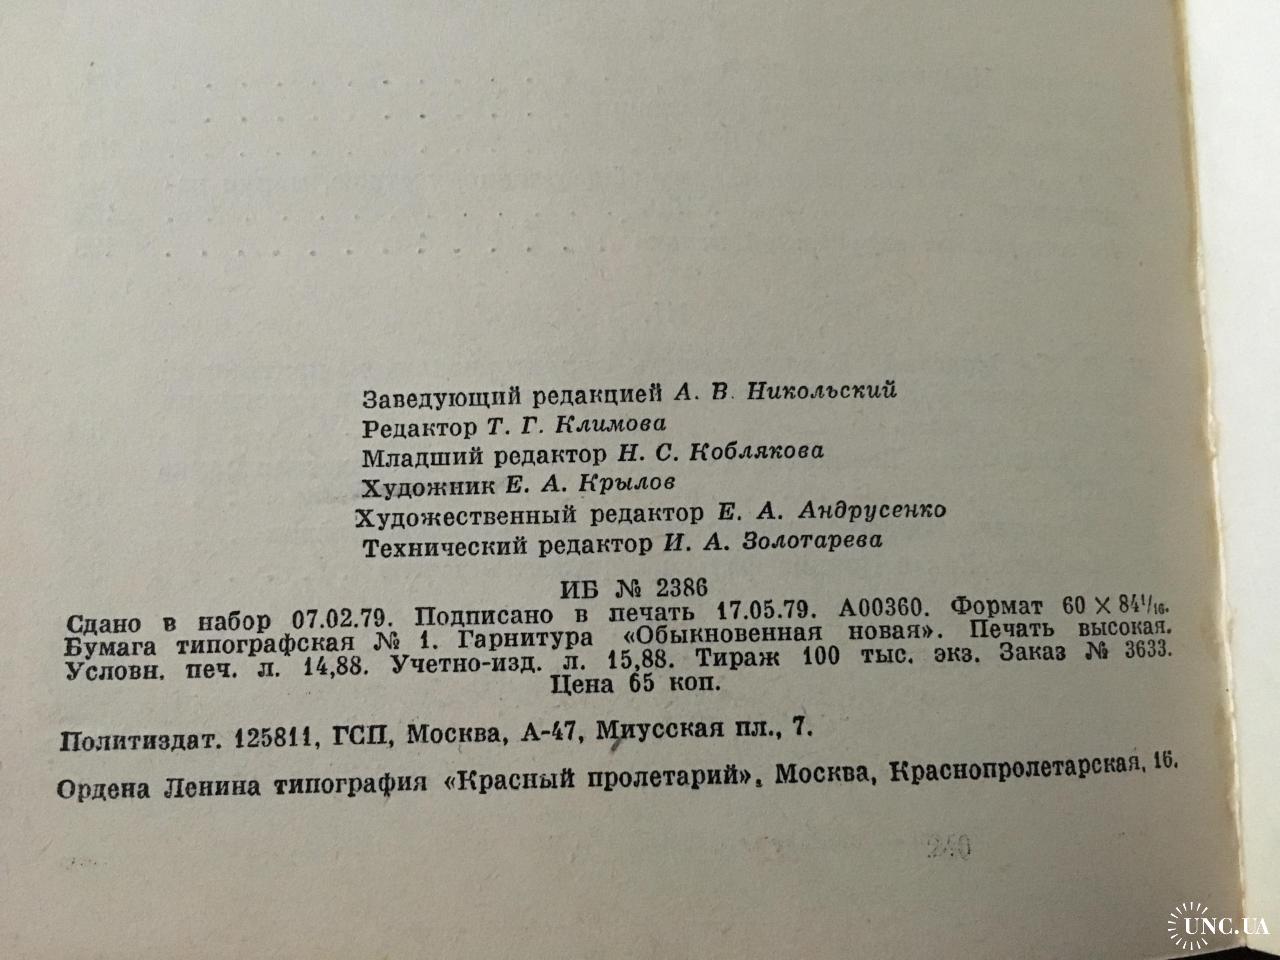 Заведующий редакцией А. В. Никольский
Редактор Т. Г. Климова
Младший редактор Н. С. Коблякова
Художник Е. А. Крылов
Художественный редактор Е. А. Андрусенко
Технический редактор И. А. Золотарева
ИБ № 2386
Сдано в набор 07.02.79. Подписано в печать 17.05.79. А00360. Формат 60 × 84¹/₁₆.
Бумага типографская № 1. Гарнитура «Обыкновенная новая». Печать высокая.
Условн. печ. л. 14,88. Учетно-изд. л. 15,88. Тираж 100 тыс. экз. Заказ № 3633.
Цена 65 коп.
Политиздат. 125811, ГСП, Москва, А-47, Миусская пл., 7.
Ордена Ленина типография «Красный пролетарий». Москва, Краснопролетарская, 16.
240
UNC.UA